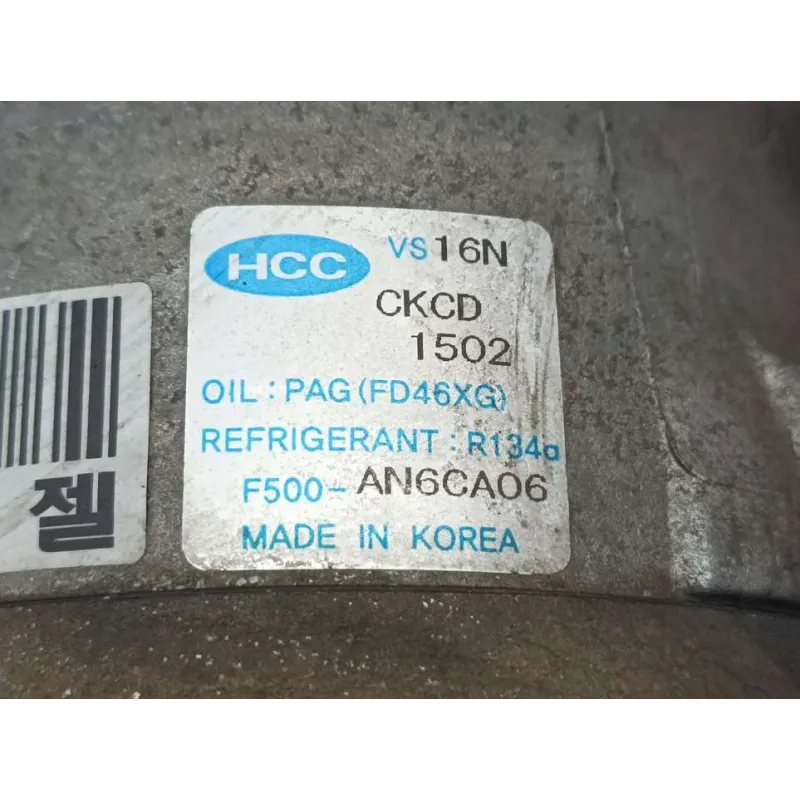 HCC VS16N
CKCD
1502
OIL : PAG(FD46XG)
REFRIGERANT : R134a
F500-AN6CA06
MADE IN KOREA
젤